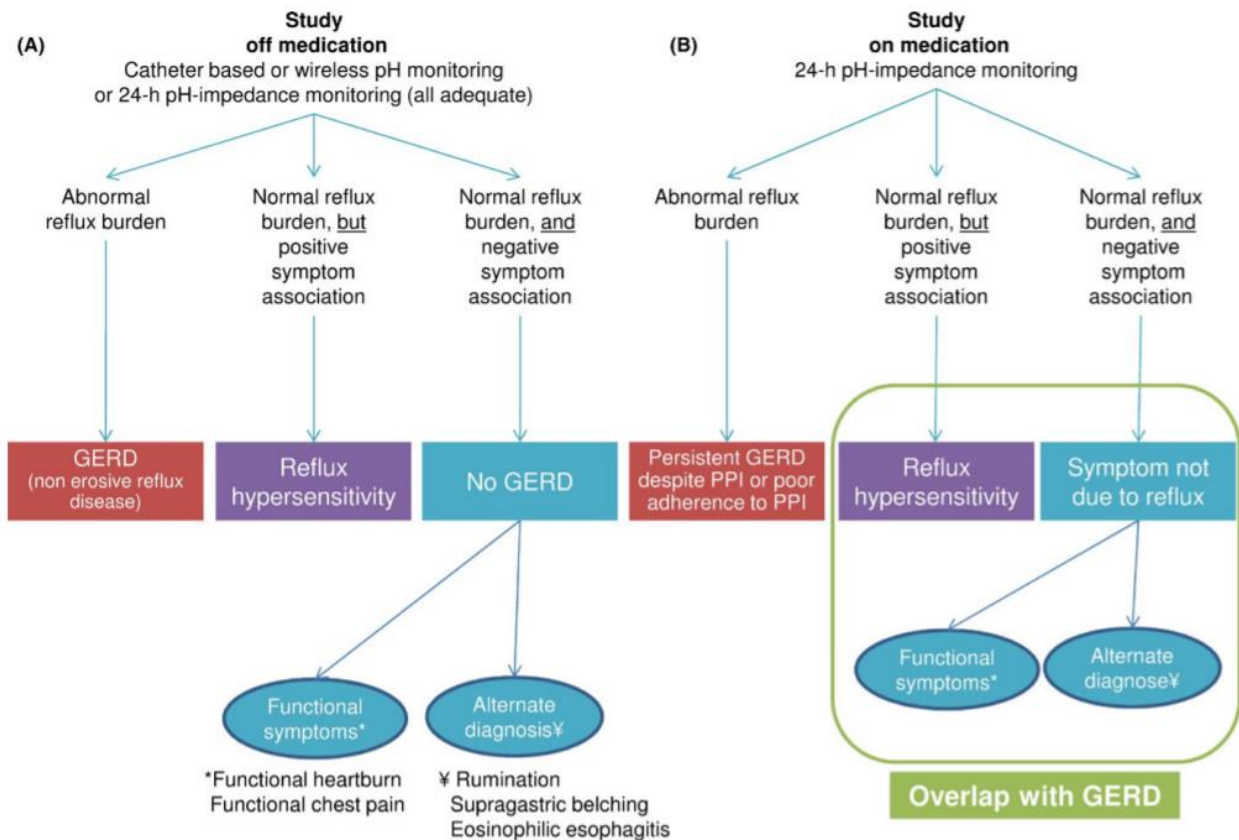 (A)
Study
off medication
Catheter based or wireless pH monitoring
or 24-h pH-impedance monitoring (all adequate)
Abnormal
reflux burden
Normal reflux
burden, but
positive
symptom
association
Normal reflux
burden, and
negative
symptom
association
GERD
(non erosive reflux
disease)
Reflux
hypersensitivity
No GERD
Functional
symptoms*
Alternate
diagnosis¥
*Functional heartburn
Functional chest pain
¥ Rumination
Supragastric belching
Eosinophilic esophagitis
(B)
Study
on medication
24-h pH-impedance monitoring
Abnormal reflux
burden
Normal reflux
burden, but
positive
symptom
association
Normal reflux
burden, and
negative
symptom
association
Persistent GERD
despite PPI or poor
adherence to PPI
Reflux
hypersensitivity
Symptom not
due to reflux
Functional
symptoms*
Alternate
diagnose¥
Overlap with GERD